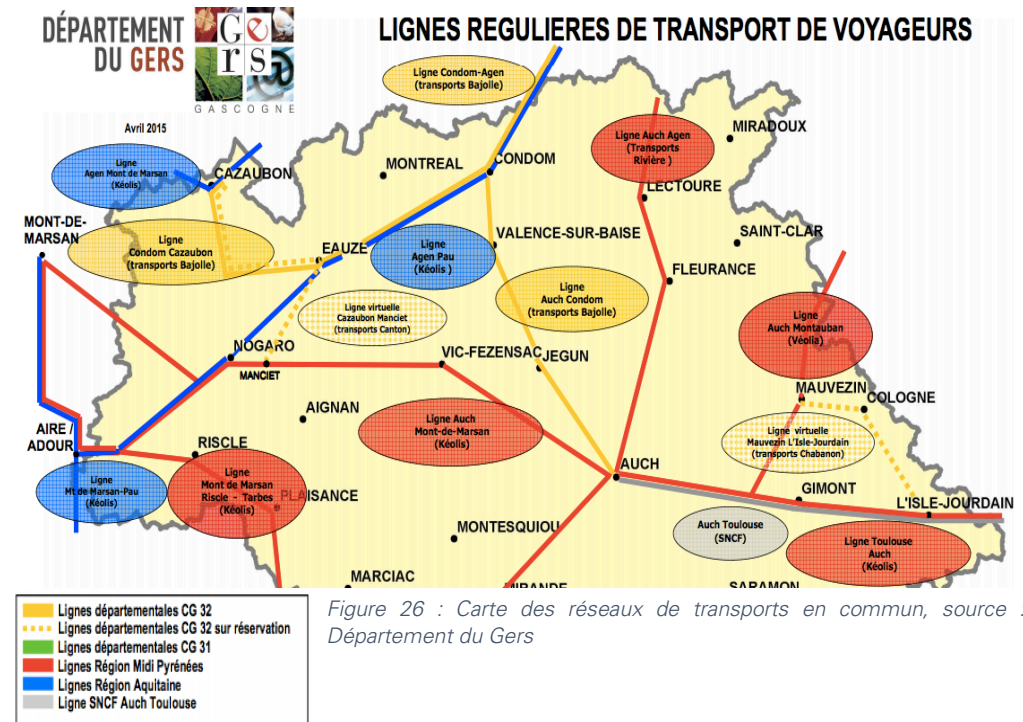 DÉPARTEMENT
DU GERS
Gers
GASCOGNE
LIGNES REGULIERES DE TRANSPORT DE VOYAGEURS
Avril 2015
Ligne Condom-Agen
(transports Bajolle)
Ligne Auch Agen
(Transports
Rivière )
MIRADOUX
Ligne
Agen Mont de Marsan
(Kéolis)
CAZAUBON
MONTREAL
CONDOM
LECTOURE
MONT-DE-
MARSAN
Ligne
Condom Cazaubon
(transports Bajolle)
EAUZE
Ligne
Agen Pau
(Kéolis )
VALENCE-SUR-BAISE
SAINT-CLAR
FLEURANCE
Ligne virtuelle
Cazaubon Manciet
(transports Canton)
Ligne
Auch Condom
(transports Bajolle)
Ligne
Auch Montauban
(Véolia)
NOGARO
MANCIET
VIC-FEZENSAC
JEGUN
MAUVEZIN
COLOGNE
AIGNAN
Ligne Auch
Mont-de-Marsan
(Kéolis)
Ligne virtuelle
Mauvezin L'Isle-Jourdain
(transports Chabanon)
AIRE /
ADOUR
RISCLE
AUCH
Ligne
Mt de Marsan-Pau
(Kéolis)
Ligne
Mont de Marsan
Riscle - Tarbes
(Kéolis)
PLAISANCE
GIMONT
L'ISLE-JOURDAIN
MONTESQUIOU
Auch Toulouse
(SNCF)
Ligne Toulouse
Auch
(Kéolis)
MARCIAC
MIRANDE
SARAMON
Lignes départementales CG 32
Lignes départementales CG 32 sur réservation
Lignes départementales CG 31
Lignes Région Midi Pyrénées
Lignes Région Aquitaine
Ligne SNCF Auch Toulouse
Figure 26 : Carte des réseaux de transports en commun, source :
Département du Gers